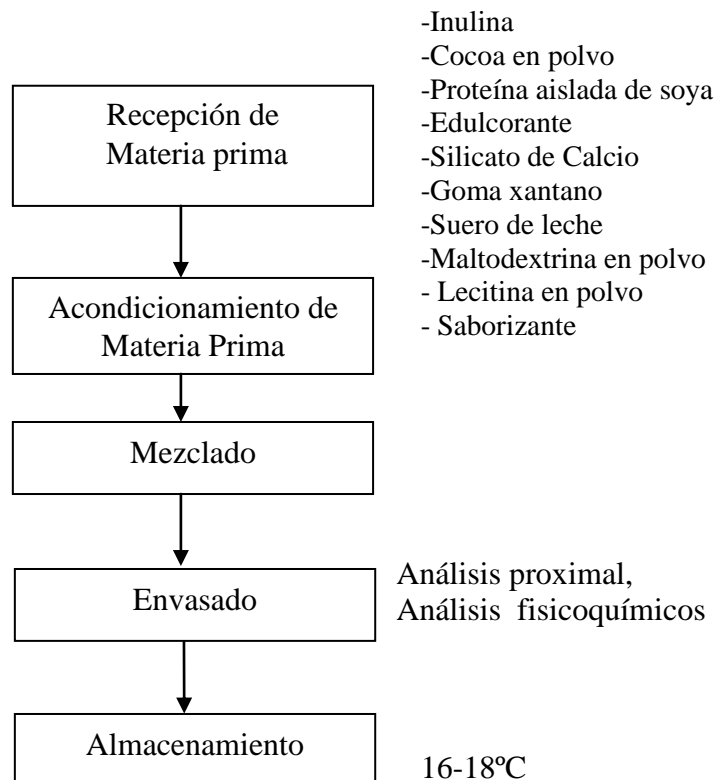 -Inulina
-Cocoa en polvo
-Proteína aislada de soya
-Edulcorante
-Silicato de Calcio
-Goma xantano
-Suero de leche
-Maltodextrina en polvo
- Lecitina en polvo
- Saborizante
Recepción de
Materia prima
Acondicionamiento de
Materia Prima
Mezclado
Envasado
Análisis proximal,
Análisis fisicoquímicos
Almacenamiento
16-18ºC